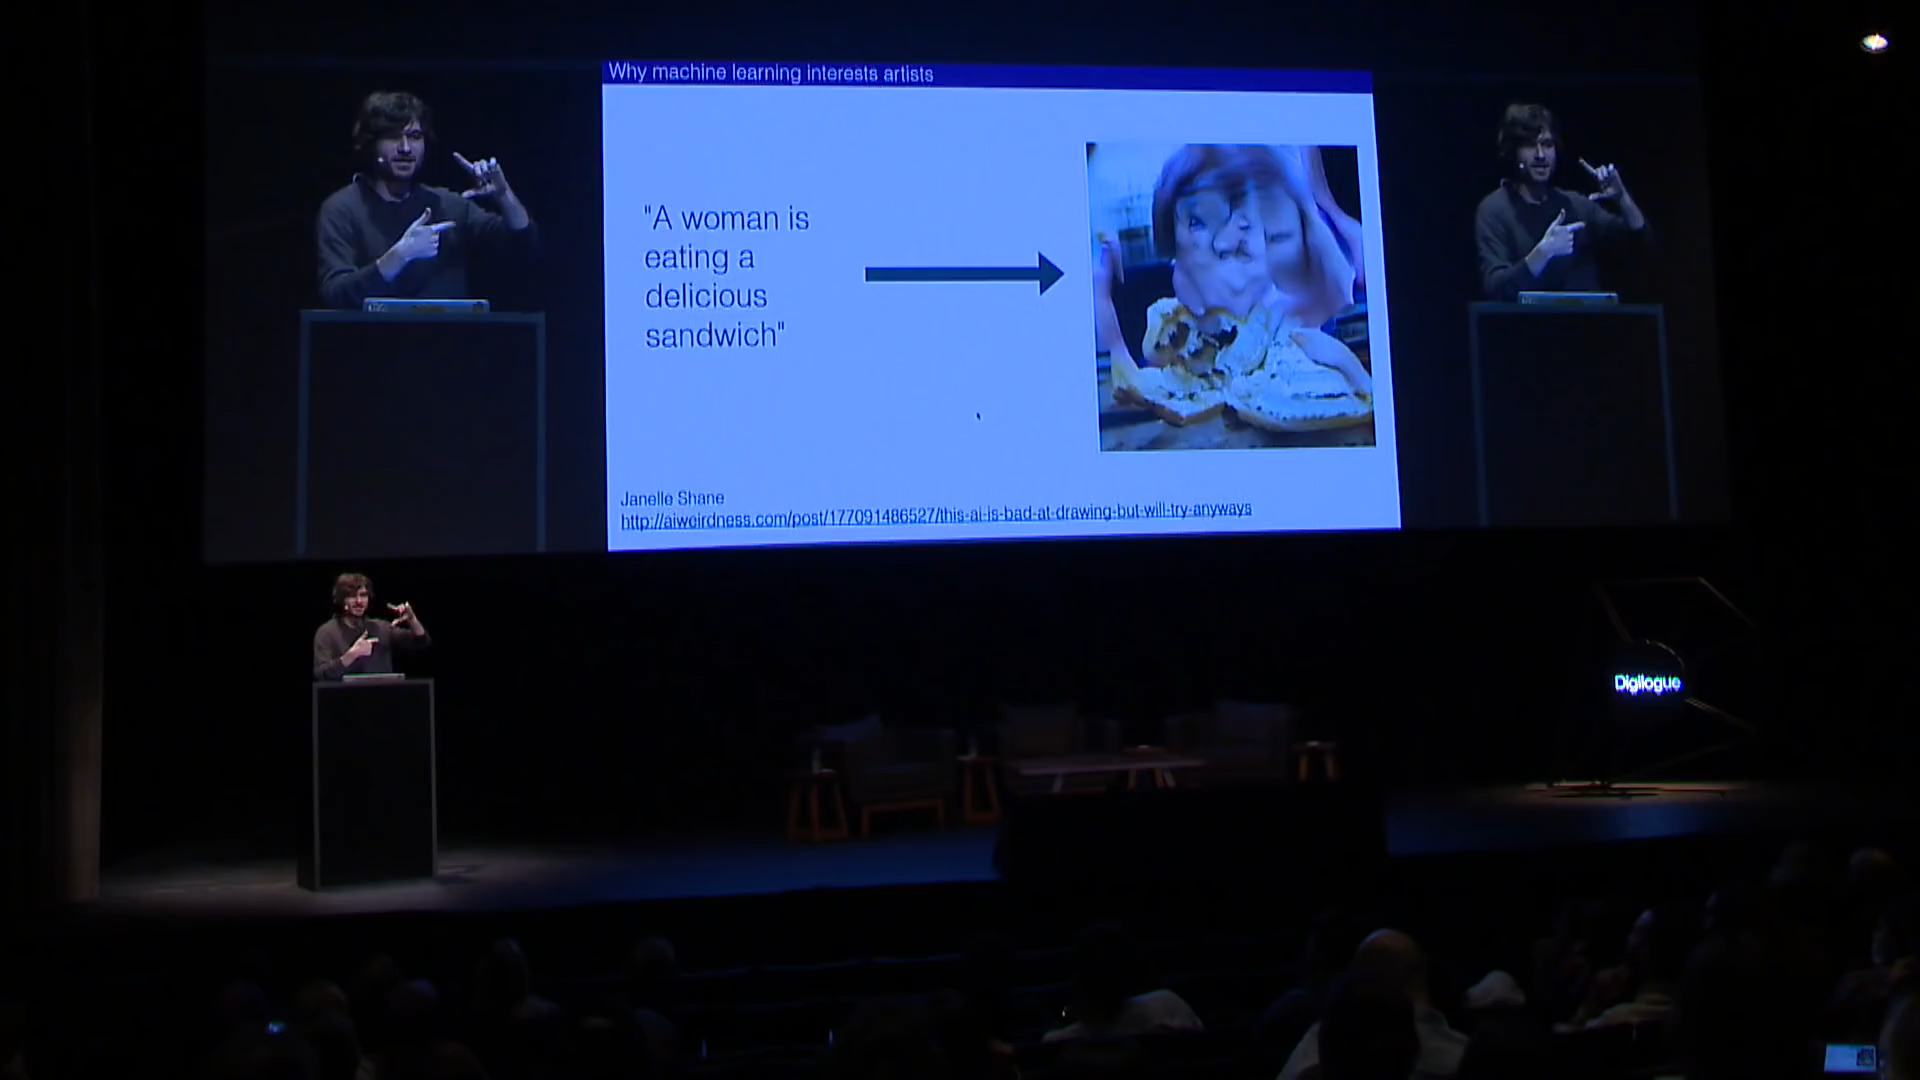 Why machine learning interests artists
"A woman is
eating a
delicious
sandwich"
Janelle Shane
http://aiweirdness.com/post/177091486527/this-ai-is-bad-at-drawing-but-will-try-anyways
Digilogue